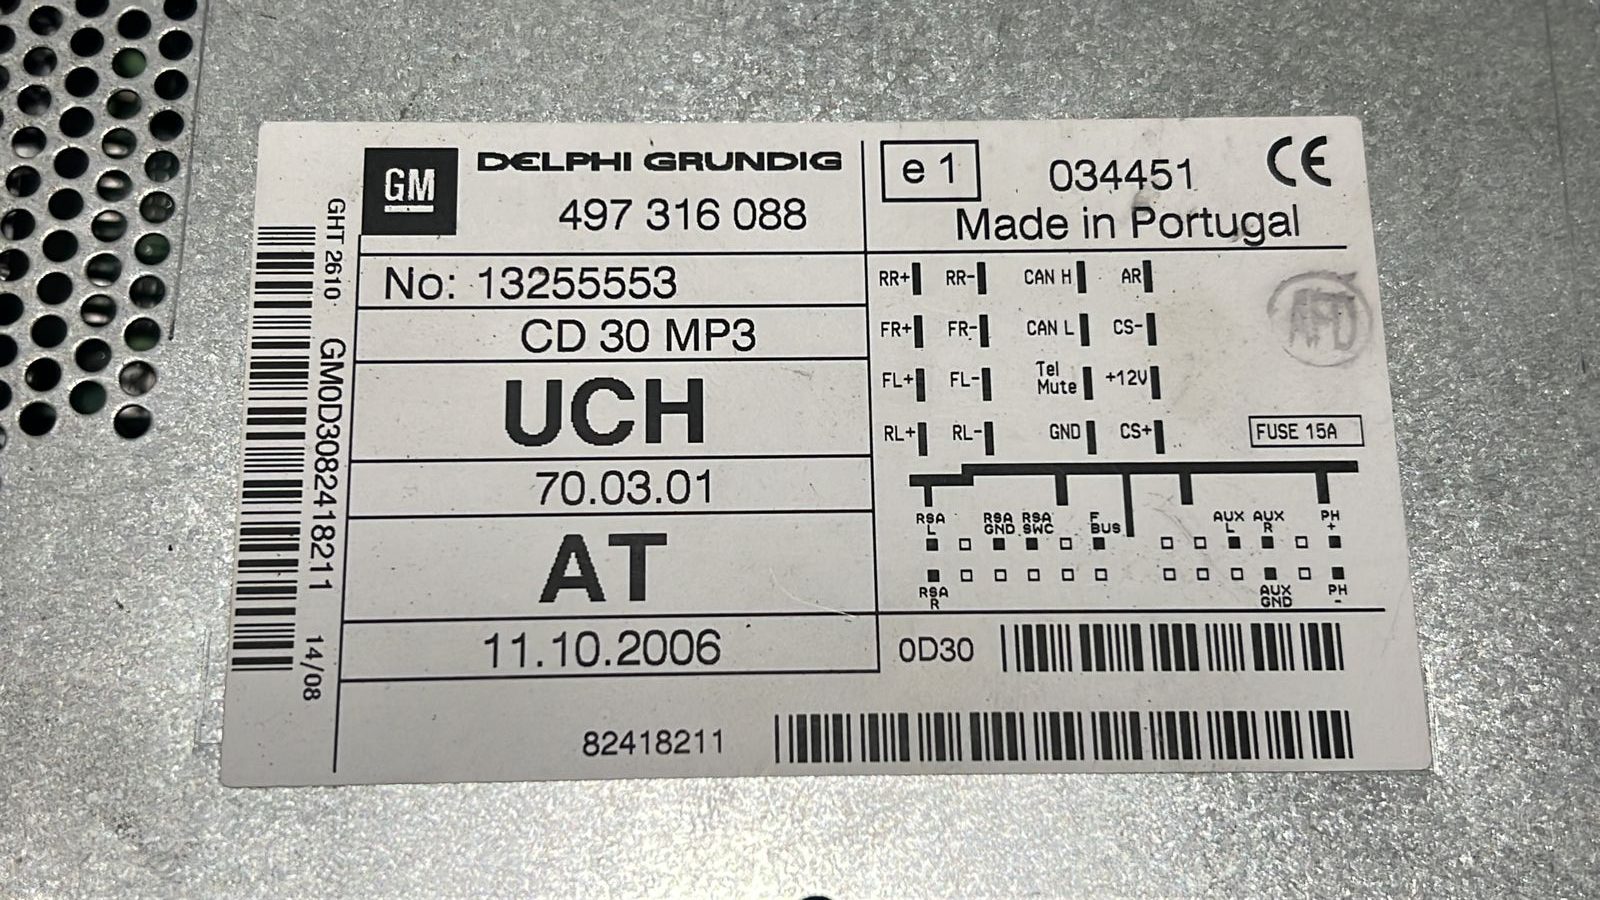 GM
DELPHI GRUNDIG
497 316 088
No: 13255553
CD 30 MP3
UCH
70.03.01
AT
11.10.2006
82418211
GHT 2610
GM0D3082418211
14/08
e1
034451
CE
Made in Portugal
RR+ RR- CAN H AR
FR+ FR- CAN L CS-
FL+ FL- Tel Mute +12V
RL+ RL- GND CS+
FUSE 15A
RSA L RSA GND RSA SWC F BUS AUX L AUX R PH +
RSA R AUX GND PH -
0D30